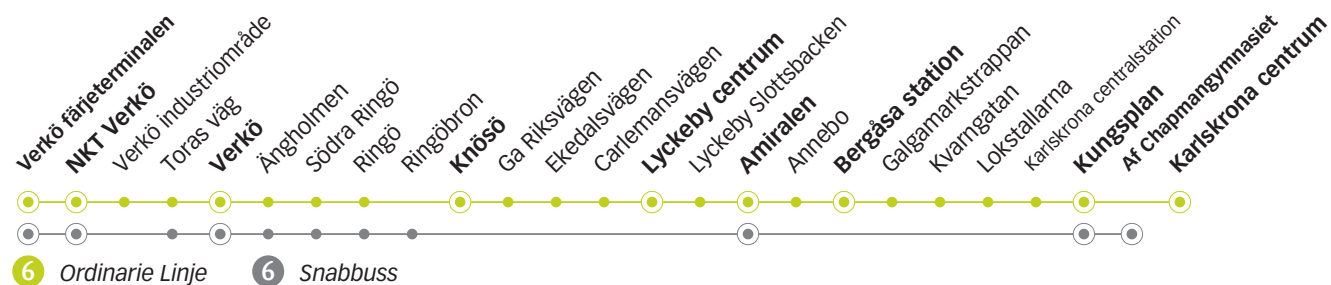 Verkö färjeterminalen
NKT Verkö
Verkö industriområde
Toras väg
Verkö
Ängholmen
Södra Ringö
Ringö
Ringöbron
Knösö
Ga Riksvägen
Ekedalsvägen
Carlemansvägen
Lyckeby centrum
Lyckeby Slottsbacken
Amiralen
Annebo
Bergåsa station
Galgamarkstrappan
Kvarngatan
Lokstallarna
Karlskrona centralstation
Kungsplan
Af Chapmangymnasiet
Karlskrona centrum
6 Ordinarie Linje 6 Snabbuss